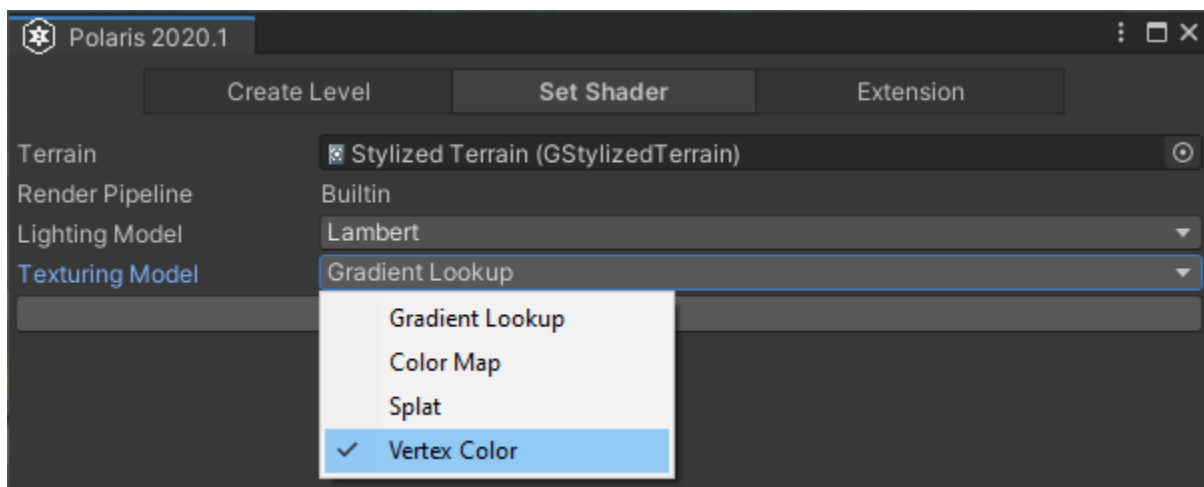 Polaris 2020.1
Create Level Set Shader Extension
Terrain Stylized Terrain (GStylizedTerrain)
Render Pipeline Builtin
Lighting Model Lambert
Texturing Model Gradient Lookup
Gradient Lookup
Color Map
Splat
Vertex Color